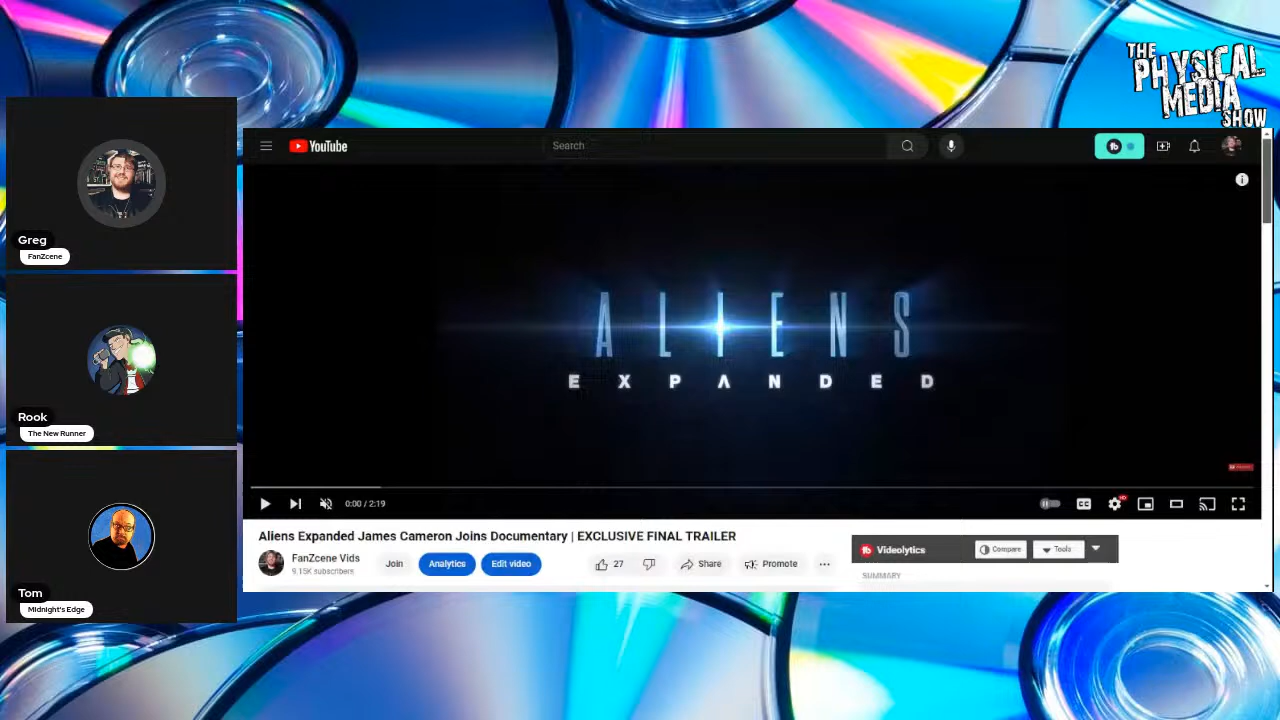 THE
PHYSICAL
MEDIA
SHOW
Greg
FanZcene
Rook
The New Runner
Tom
Midnight's Edge
YouTube
Search
ALIENS
EXPANDED
0:00 / 2:19
CC
HD
Aliens Expanded James Cameron Joins Documentary | EXCLUSIVE FINAL TRAILER
FanZcene Vids
9.15K subscribers
Join
Analytics
Edit video
27
Share
Promote
Videolytics
Compare
Tools
SUMMARY